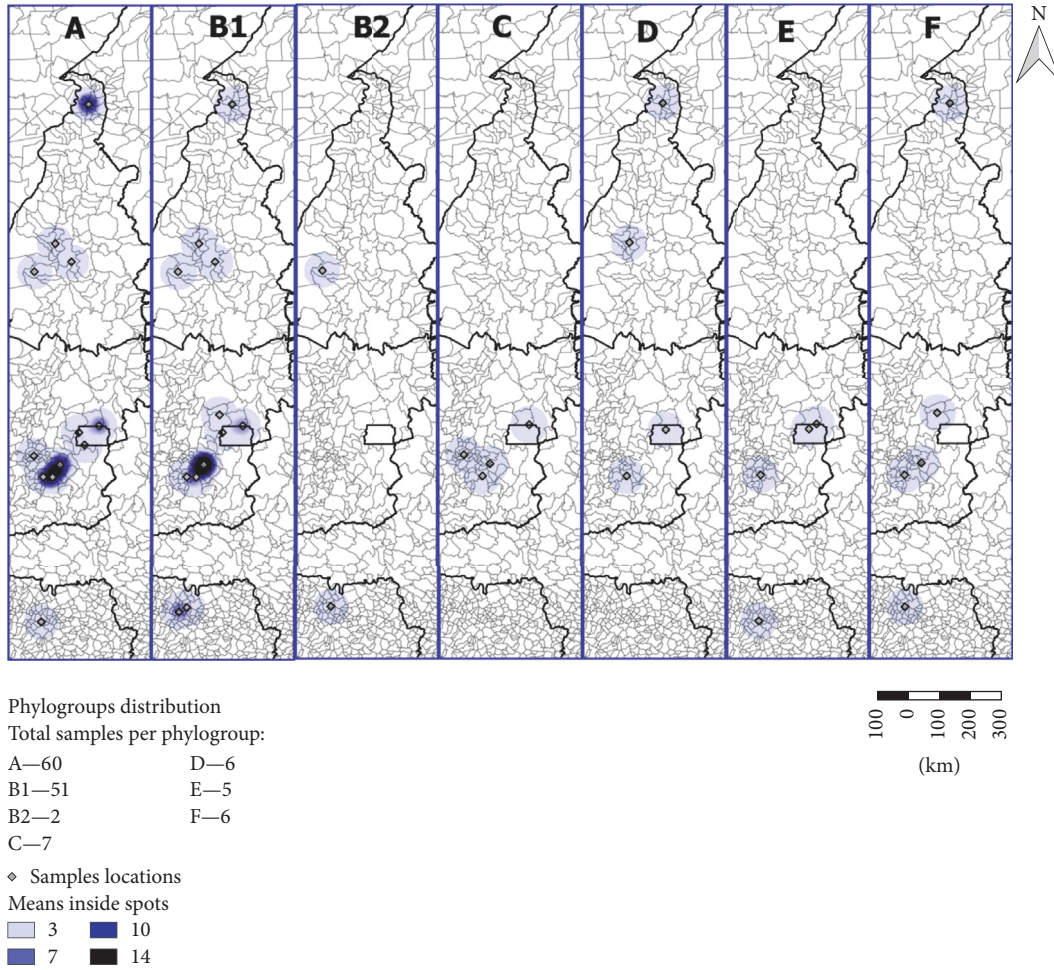 A B1 B2 C D E F
N
Phylogroups distribution
Total samples per phylogroup:
A—60 D—6
B1—51 E—5
B2—2 F—6
C—7
Samples locations
Means inside spots
3 10
7 14
100 0 100 200 300
(km)